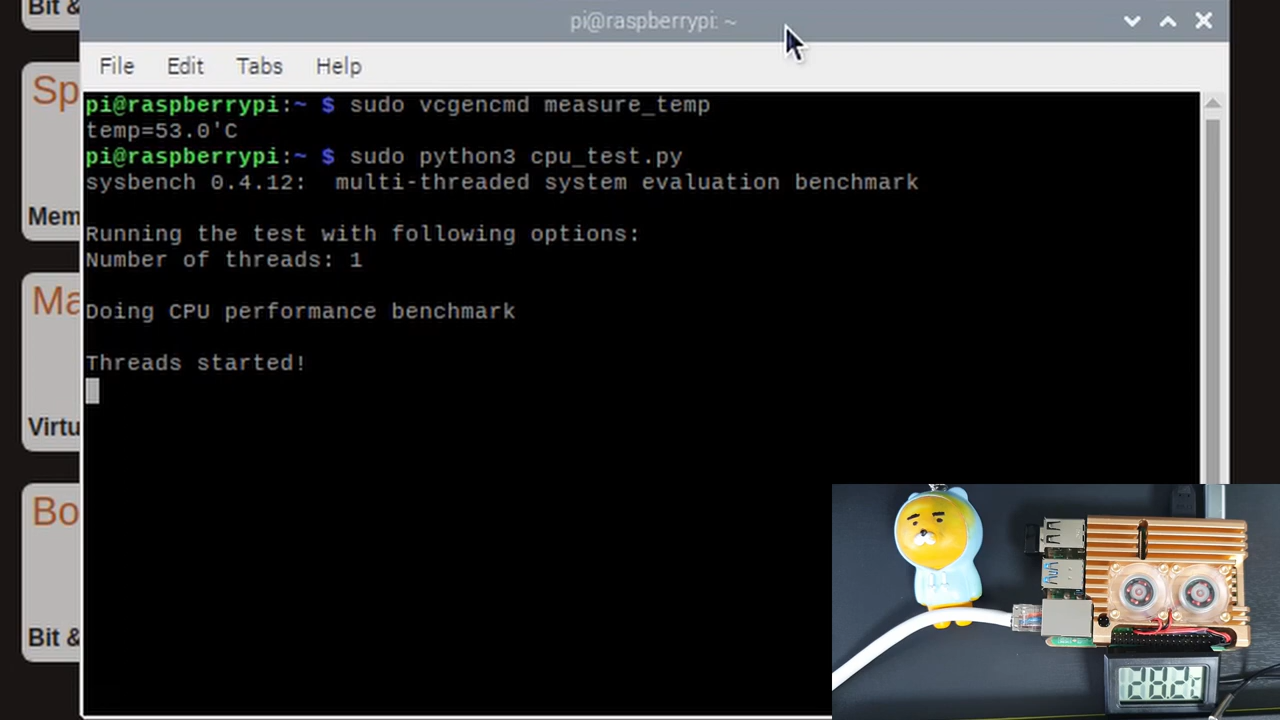 Bit &
Sp
Mem
Ma
Virtu
Bo
Bit &
pi@raspberrypi: ~
File Edit Tabs Help
pi@raspberrypi:~ $ sudo vcgencmd measure_temp
temp=53.0'C
pi@raspberrypi:~ $ sudo python3 cpu_test.py
sysbench 0.4.12:  multi-threaded system evaluation benchmark
Running the test with following options:
Number of threads: 1
Doing CPU performance benchmark
Threads started!